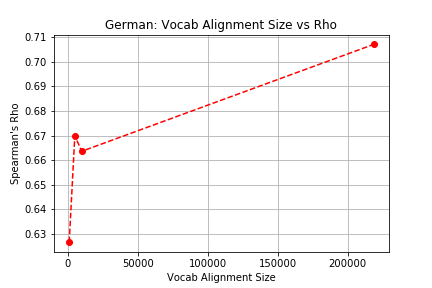 German: Vocab Alignment Size vs Rho
0.71
0.70
0.69
0.68
0.67
0.66
0.65
0.64
0.63
Spearman's Rho
0 50000 100000 150000 200000
Vocab Alignment Size